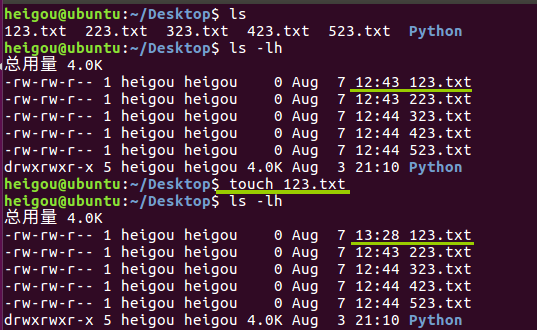 heigou@ubuntu:~/Desktop$ ls
123.txt 223.txt 323.txt 423.txt 523.txt Python
heigou@ubuntu:~/Desktop$ ls -lh
总用量 4.0K
-rw-rw-r-- 1 heigou heigou 0 Aug 7 12:43 123.txt
-rw-rw-r-- 1 heigou heigou 0 Aug 7 12:43 223.txt
-rw-rw-r-- 1 heigou heigou 0 Aug 7 12:44 323.txt
-rw-rw-r-- 1 heigou heigou 0 Aug 7 12:44 423.txt
-rw-rw-r-- 1 heigou heigou 0 Aug 7 12:44 523.txt
drwxrwxr-x 5 heigou heigou 4.0K Aug 3 21:10 Python
heigou@ubuntu:~/Desktop$ touch 123.txt
heigou@ubuntu:~/Desktop$ ls -lh
总用量 4.0K
-rw-rw-r-- 1 heigou heigou 0 Aug 7 13:28 123.txt
-rw-rw-r-- 1 heigou heigou 0 Aug 7 12:43 223.txt
-rw-rw-r-- 1 heigou heigou 0 Aug 7 12:44 323.txt
-rw-rw-r-- 1 heigou heigou 0 Aug 7 12:44 423.txt
-rw-rw-r-- 1 heigou heigou 0 Aug 7 12:44 523.txt
drwxrwxr-x 5 heigou heigou 4.0K Aug 3 21:10 Python